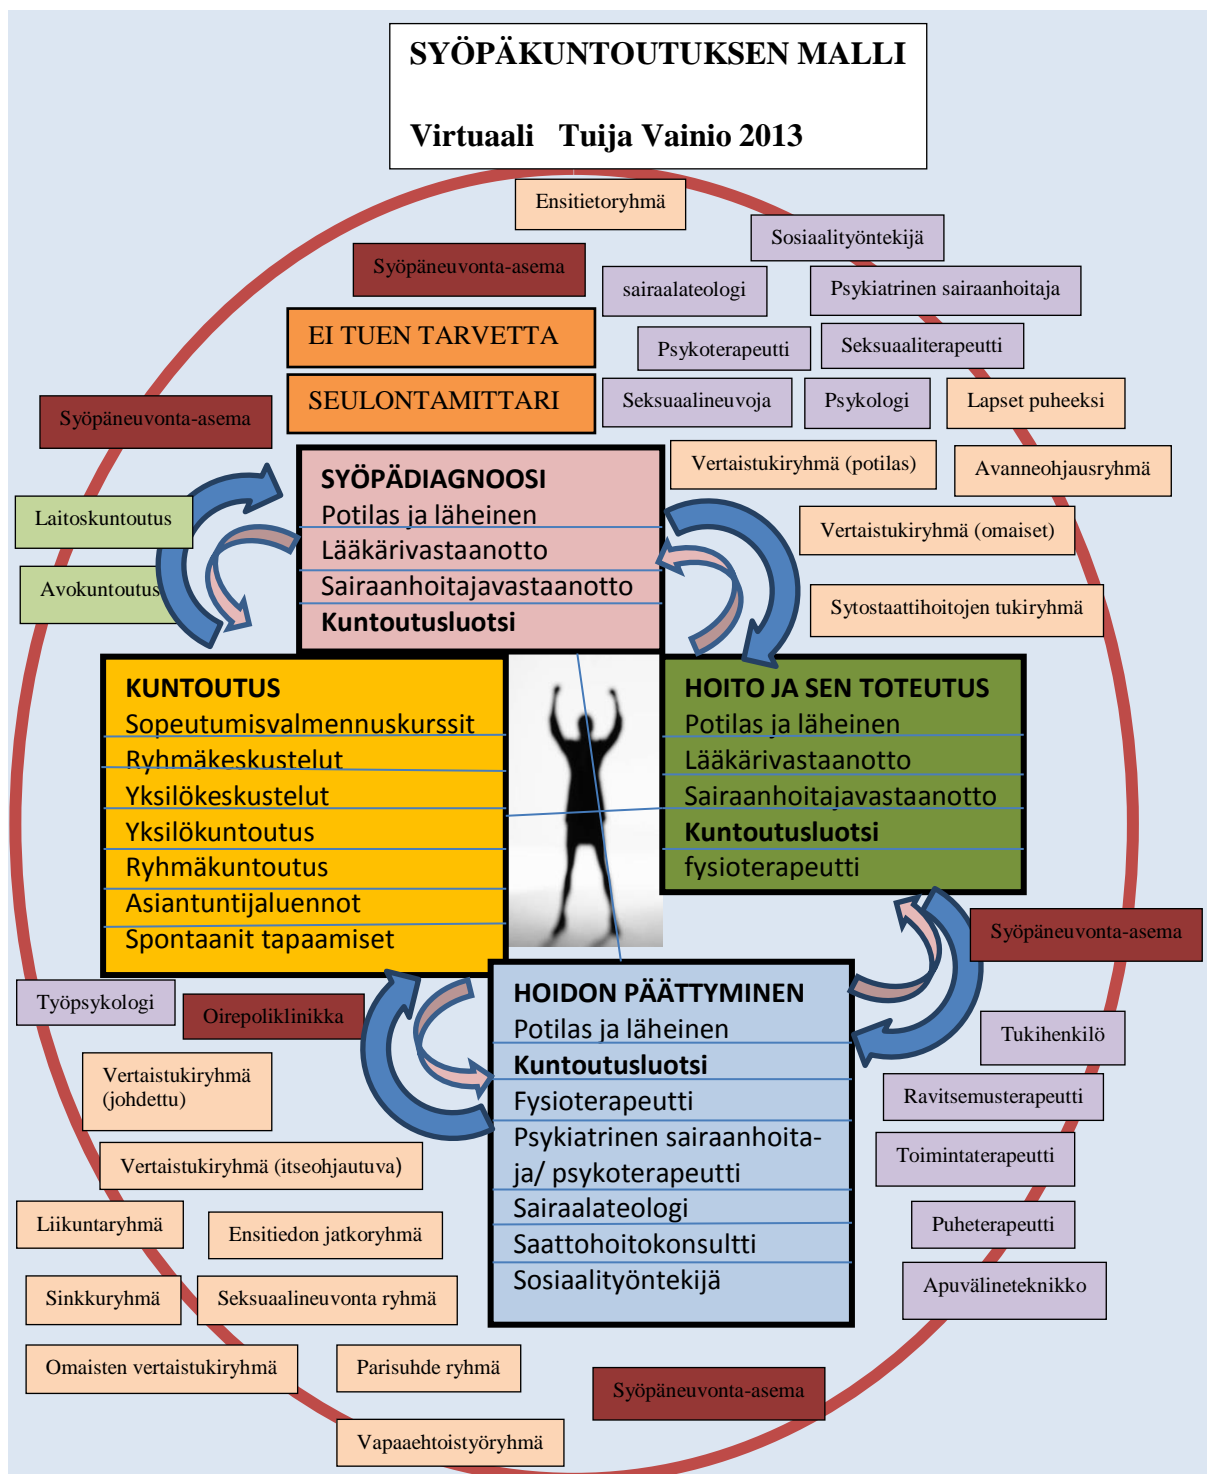 SYÖPÄKUNTOUTUKSEN MALLI
Virtuaali Tuija Vainio 2013
Ensitietoryhmä
Sosiaalityöntekijä
Syöpäneuvonta-asema
sairaalateologi
Psykiatrinen sairaanhoitaja
EI TUEN TARVETTA
Psykoterapeutti
Seksuaaliterapeutti
SEULONTAMITTARI
Seksuaalineuvoja
Psykologi
Lapset puheeksi
Syöpäneuvonta-asema
Vertaistukiryhmä (potilas)
Avanneohjausryhmä
SYÖPÄDIAGNOOSI
Potilas ja läheinen
Lääkärivastaanotto
Sairaanhoitajavastaanotto
Kuntoutusluotsi
Laitoskuntoutus
Avokuntoutus
Vertaistukiryhmä (omaiset)
Sytostaattihoitojen tukiryhmä
KUNTOUTUS
Sopeutumisvalmennuskurssit
Ryhmäkeskustelut
Yksilökeskustelut
Yksilökuntoutus
Ryhmäkuntoutus
Asiantuntijaluennot
Spontaanit tapaamiset
HOITO JA SEN TOTEUTUS
Potilas ja läheinen
Lääkärivastaanotto
Sairaanhoitajavastaanotto
Kuntoutusluotsi
fysioterapeutti
Syöpäneuvonta-asema
HOIDON PÄÄTTYMINEN
Potilas ja läheinen
Kuntoutusluotsi
Fysioterapeutti
Psykiatrinen sairaanhoita-
ja/ psykoterapeutti
Sairaalateologi
Saattohoitokonsultti
Sosiaalityöntekijä
Työpsykologi
Oirepoliklinikka
Vertaistukiryhmä
(johdettu)
Vertaistukiryhmä (itseohjautuva)
Liikuntaryhmä
Ensitiedon jatkoryhmä
Sinkkuryhmä
Seksuaalineuvonta ryhmä
Omaisten vertaistukiryhmä
Parisuhde ryhmä
Vapaaehtoistyöryhmä
Tukihenkilö
Ravitsemusterapeutti
Toimintaterapeutti
Puheterapeutti
Apuvälineteknikko
Syöpäneuvonta-asema